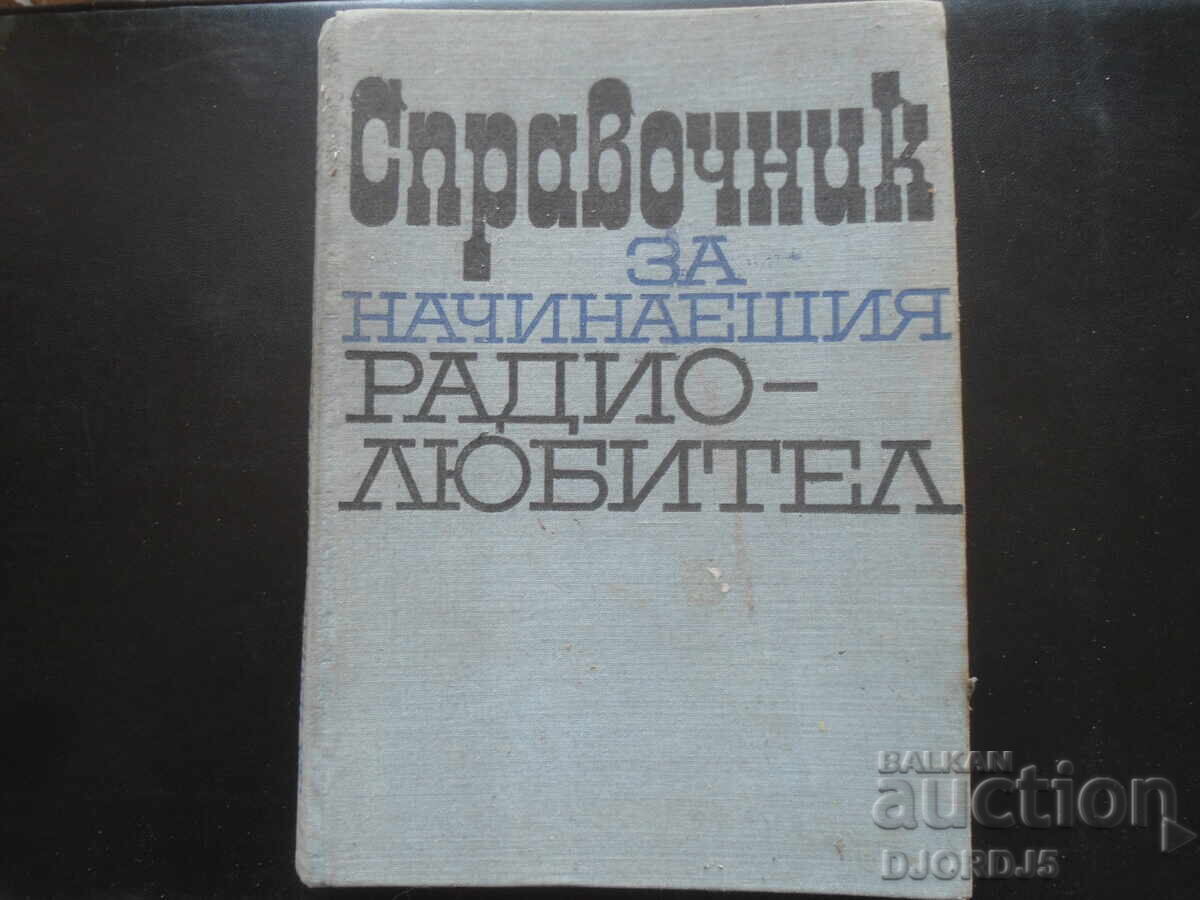 Справочник
ЗА
НАЧИНАЕЩИЯ
РАДИО-
ЛЮБИТЕЛ
BALKAN
auction
DJORDJ5